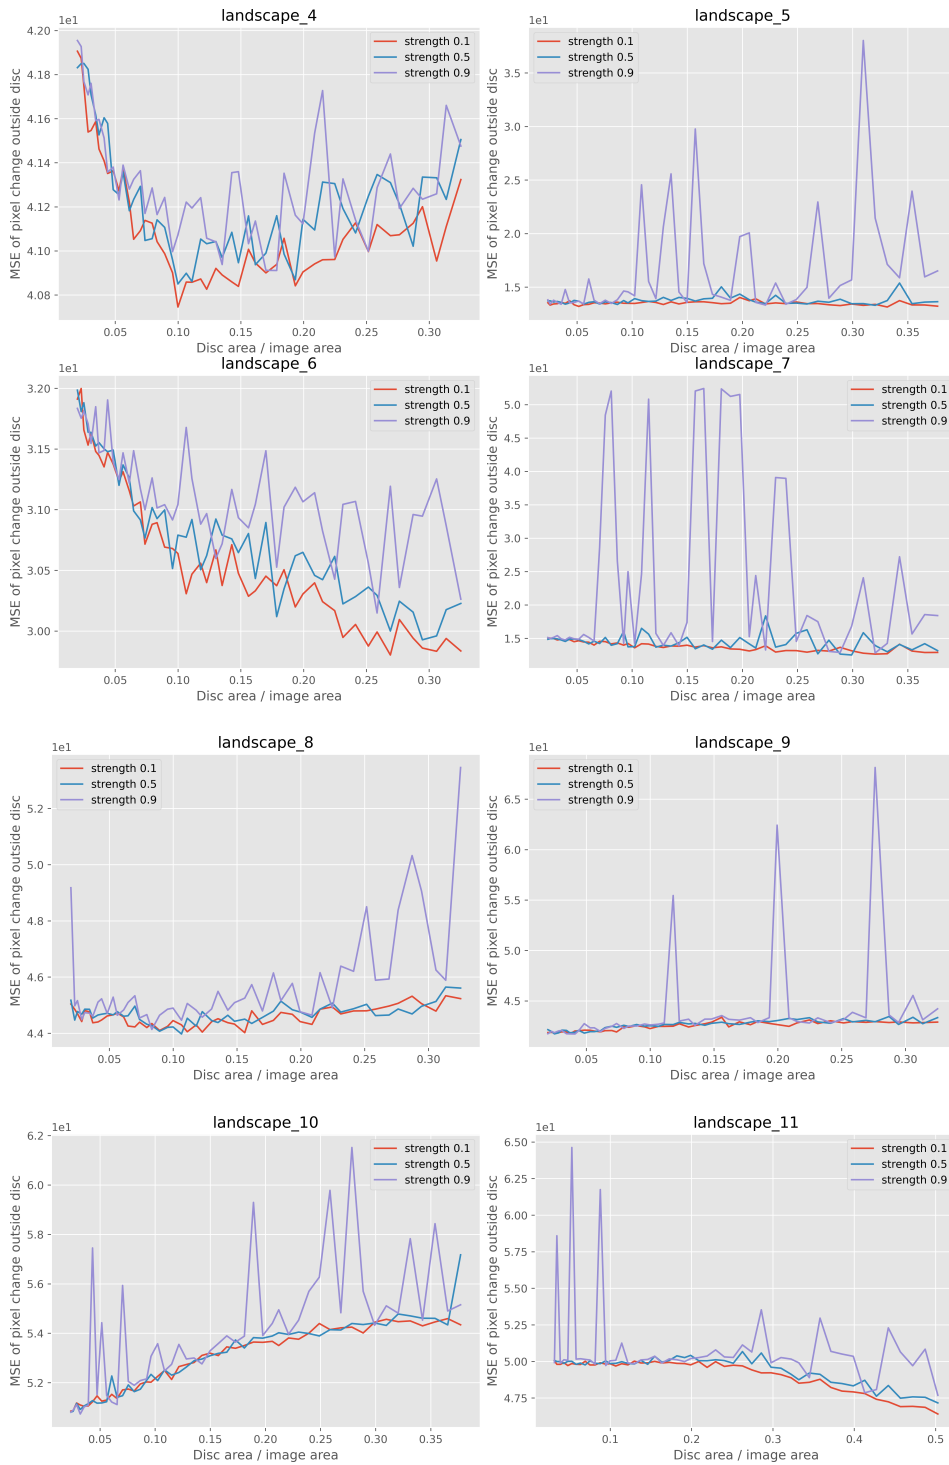 landscape_4
1e1
MSE of pixel change outside disc
4.20
4.18
4.16
4.14
4.12
4.10
4.08
strength 0.1
strength 0.5
strength 0.9
0.05
0.10
0.15
0.20
0.25
0.30
Disc area / image area
landscape_5
1e1
MSE of pixel change outside disc
3.5
3.0
2.5
2.0
1.5
strength 0.1
strength 0.5
strength 0.9
0.05
0.10
0.15
0.20
0.25
0.30
0.35
Disc area / image area
landscape_6
1e1
MSE of pixel change outside disc
3.20
3.15
3.10
3.05
3.00
strength 0.1
strength 0.5
strength 0.9
0.05
0.10
0.15
0.20
0.25
0.30
Disc area / image area
landscape_7
1e1
MSE of pixel change outside disc
5.0
4.5
4.0
3.5
3.0
2.5
2.0
1.5
strength 0.1
strength 0.5
strength 0.9
0.05
0.10
0.15
0.20
0.25
0.30
0.35
Disc area / image area
landscape_8
1e1
MSE of pixel change outside disc
5.2
5.0
4.8
4.6
4.4
strength 0.1
strength 0.5
strength 0.9
0.05
0.10
0.15
0.20
0.25
0.30
Disc area / image area
landscape_9
1e1
MSE of pixel change outside disc
6.5
6.0
5.5
5.0
4.5
strength 0.1
strength 0.5
strength 0.9
0.05
0.10
0.15
0.20
0.25
0.30
Disc area / image area
landscape_10
1e1
MSE of pixel change outside disc
6.2
6.0
5.8
5.6
5.4
5.2
strength 0.1
strength 0.5
strength 0.9
0.05
0.10
0.15
0.20
0.25
0.30
0.35
Disc area / image area
landscape_11
1e1
MSE of pixel change outside disc
6.50
6.25
6.00
5.75
5.50
5.25
5.00
4.75
strength 0.1
strength 0.5
strength 0.9
0.1
0.2
0.3
0.4
0.5
Disc area / image area